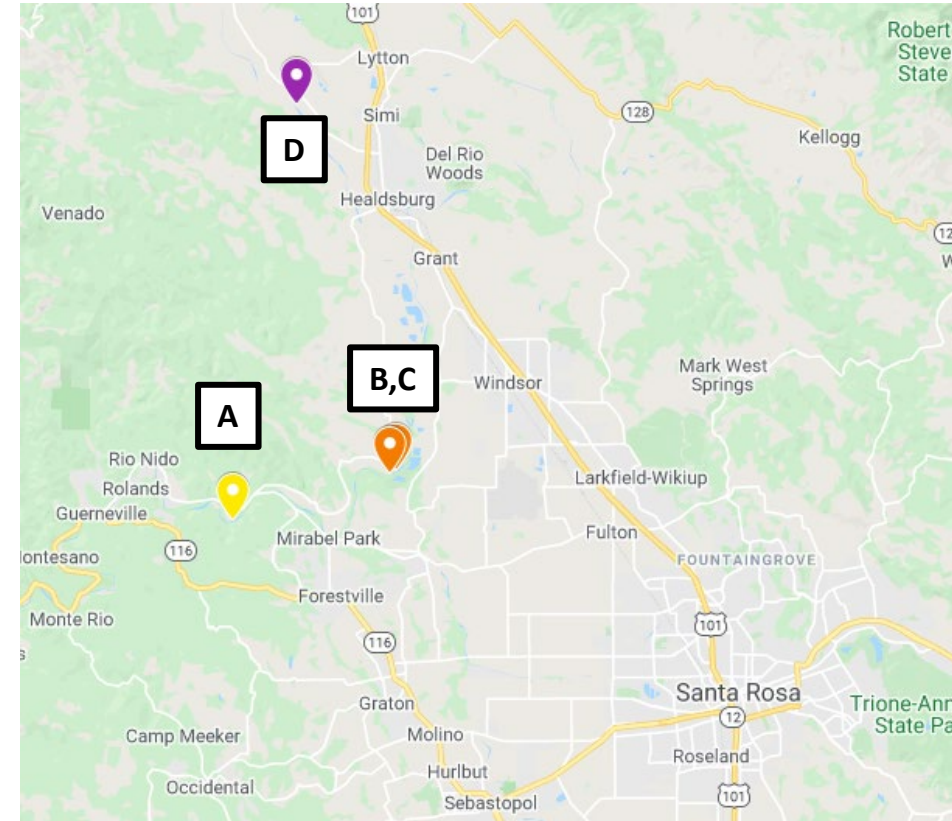 101
Robert
Steve
State
Lytton
128
Simi
Kellogg
D
Del Rio
Woods
Healdsburg
Venado
12
W
Grant
B,C
Mark West
Springs
Windsor
A
Rio Nido
Rolands
Guerneville
Larkfield-Wikiup
Fulton
Mirabel Park
116
ontesano
FOUNTAINGROVE
Forestville
Monte Rio
101
116
s
Santa Rosa
Graton
12
Trione-Ann
State Pa
Camp Meeker
Molino
Roseland
Hurlbut
Occidental
101
Sebastopol